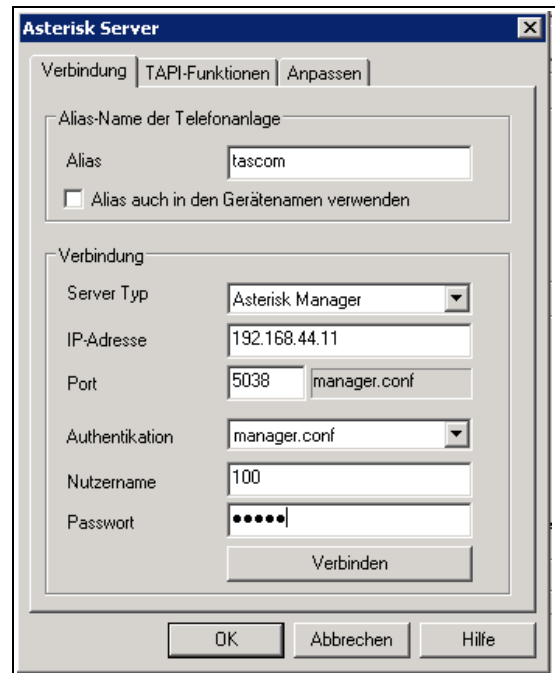 Asterisk Server
Verbindung TAPI-Funktionen Anpassen
Alias-Name der Telefonanlage
Alias tascom
Alias auch in den Gerätenamen verwenden
Verbindung
Server Typ Asterisk Manager
IP-Adresse 192.168.44.11
Port 5038 manager.conf
Authentikation manager.conf
Nutzername 100
Passwort •••••
Verbinden
OK Abbrechen Hilfe